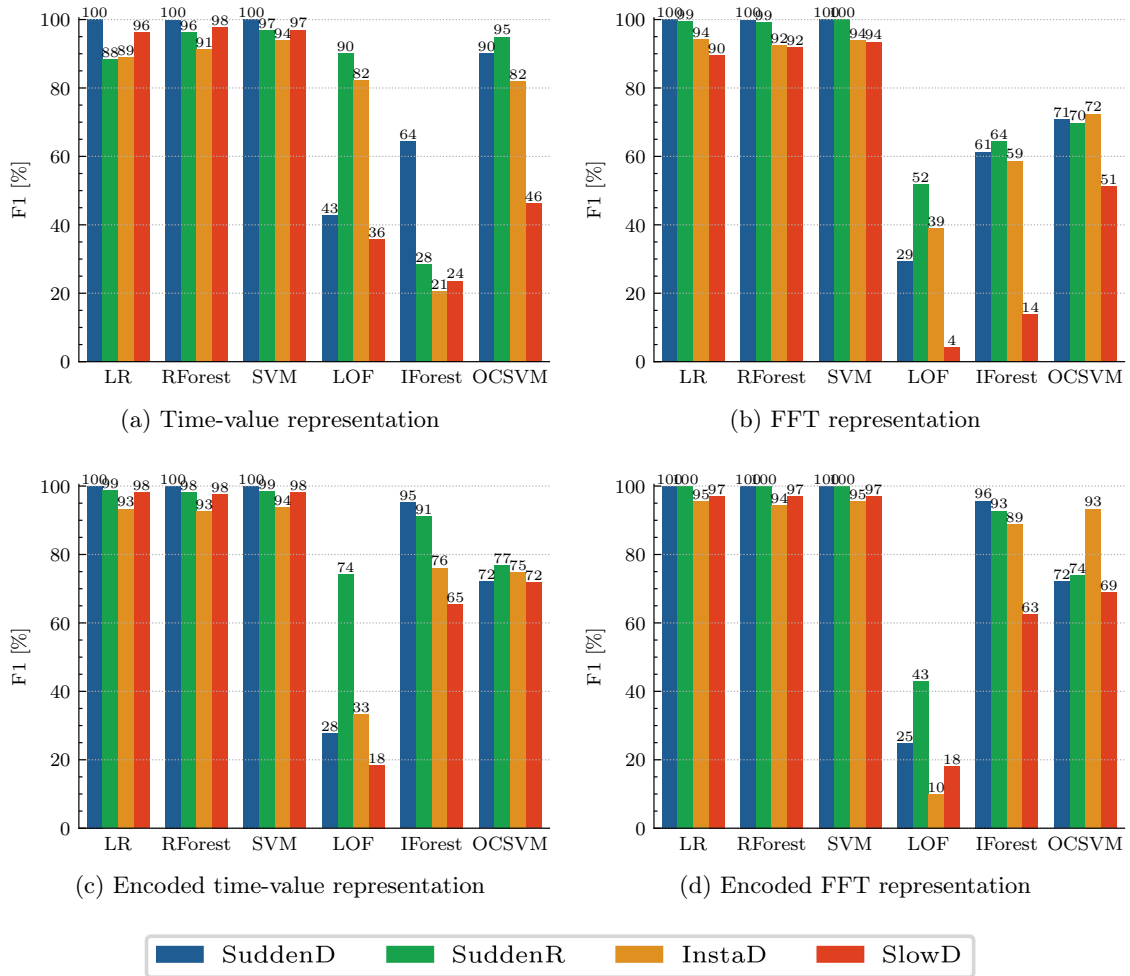 100 88 89 96 100 96 91 98 100 97 94 97 43 90 82 36 64 28 21 24 90 95 82 46
F1 [%]
100
80
60
40
20
0
LR RForest SVM LOF IForest OCSVM
(a) Time-value representation
100 99 94 90 100 99 92 92 100 100 94 94 29 52 39 4 61 64 59 14 71 70 72 51
F1 [%]
100
80
60
40
20
0
LR RForest SVM LOF IForest OCSVM
(b) FFT representation
100 99 93 98 100 98 93 98 100 99 94 98 28 74 33 18 95 91 76 65 72 77 75 72
F1 [%]
100
80
60
40
20
0
LR RForest SVM LOF IForest OCSVM
(c) Encoded time-value representation
100 100 95 97 100 100 94 97 100 100 95 97 25 43 10 18 96 93 89 63 72 74 93 69
F1 [%]
100
80
60
40
20
0
LR RForest SVM LOF IForest OCSVM
(d) Encoded FFT representation
SuddenD SuddenR InstaD SlowD